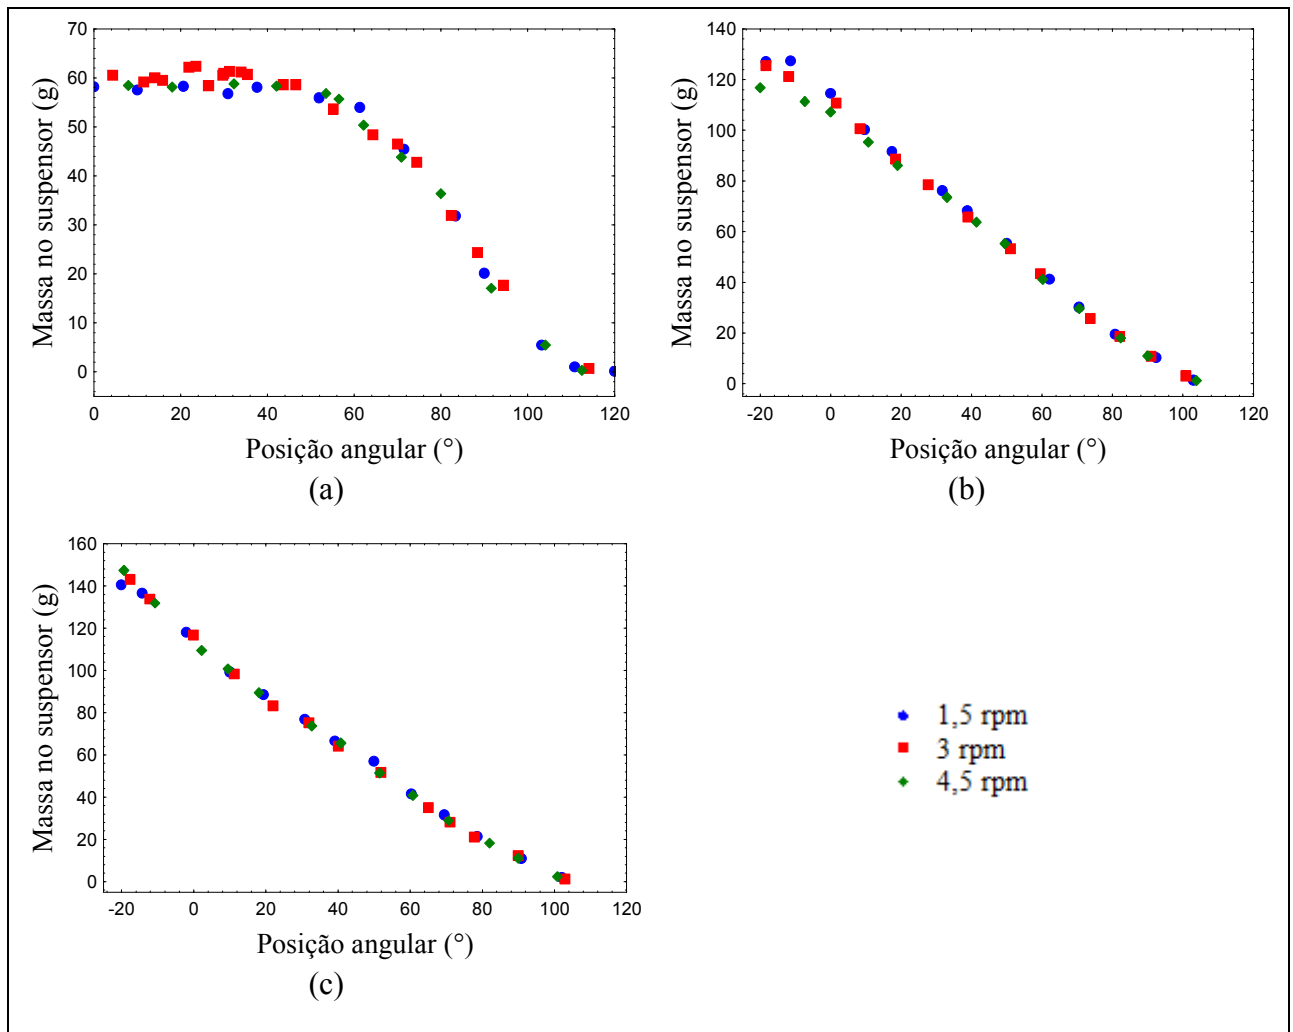 70
60
50
40
30
20
10
0
Massa no suspensor (g)
0 20 40 60 80 100 120
Posição angular (°)
(a)
140
120
100
80
60
40
20
0
Massa no suspensor (g)
-20 0 20 40 60 80 100 120
Posição angular (°)
(b)
160
140
120
100
80
60
40
20
0
Massa no suspensor (g)
-20 0 20 40 60 80 100 120
Posição angular (°)
(c)
1,5 rpm
3 rpm
4,5 rpm